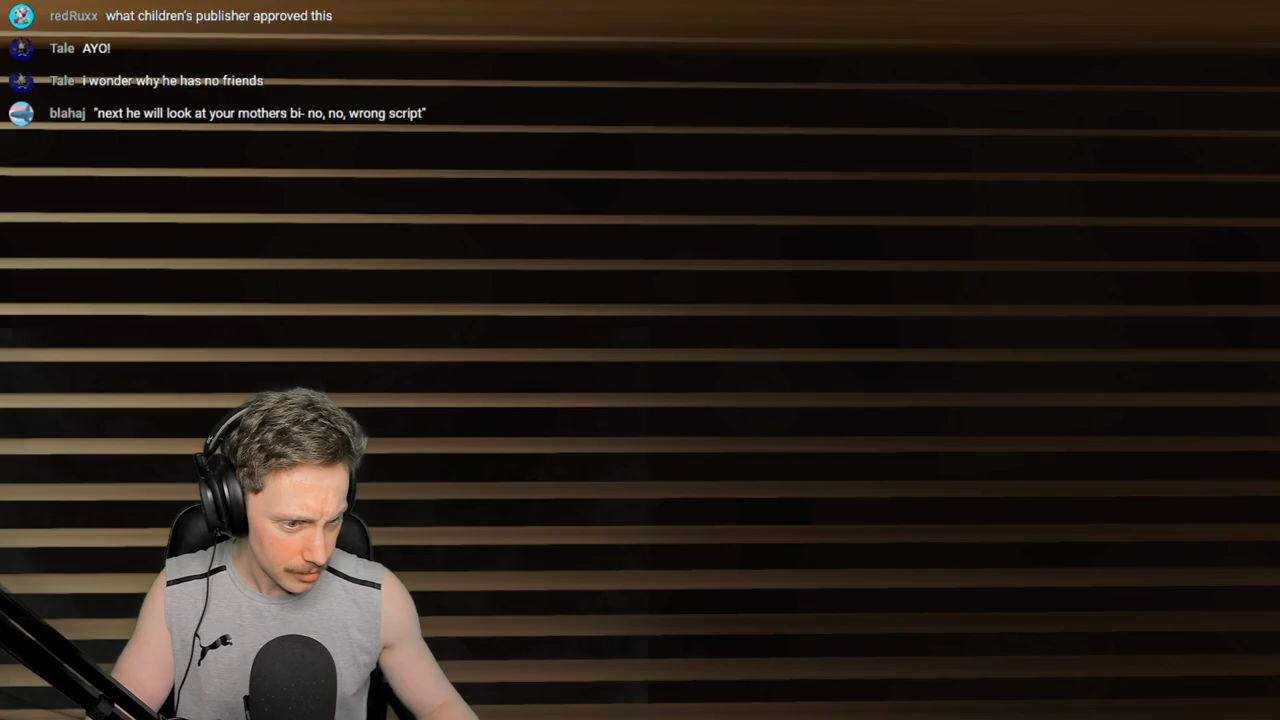 redRuxx what children's publisher approved this
Tale AYO!
Tale i wonder why he has no friends
blahaj "next he will look at your mothers bi- no, no, wrong script"